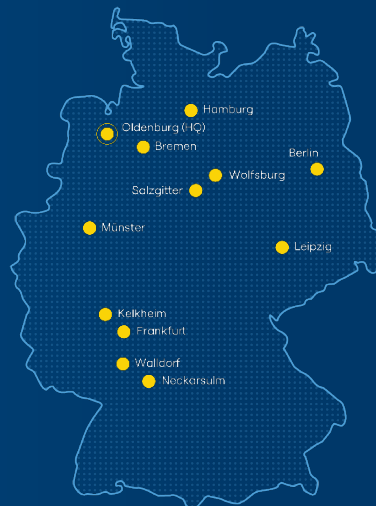 Hamburg
Oldenburg (HQ)
Bremen
Berlin
Wolfsburg
Salzgitter
Münster
Leipzig
Kelkheim
Frankfurt
Walldorf
Neckarsulm